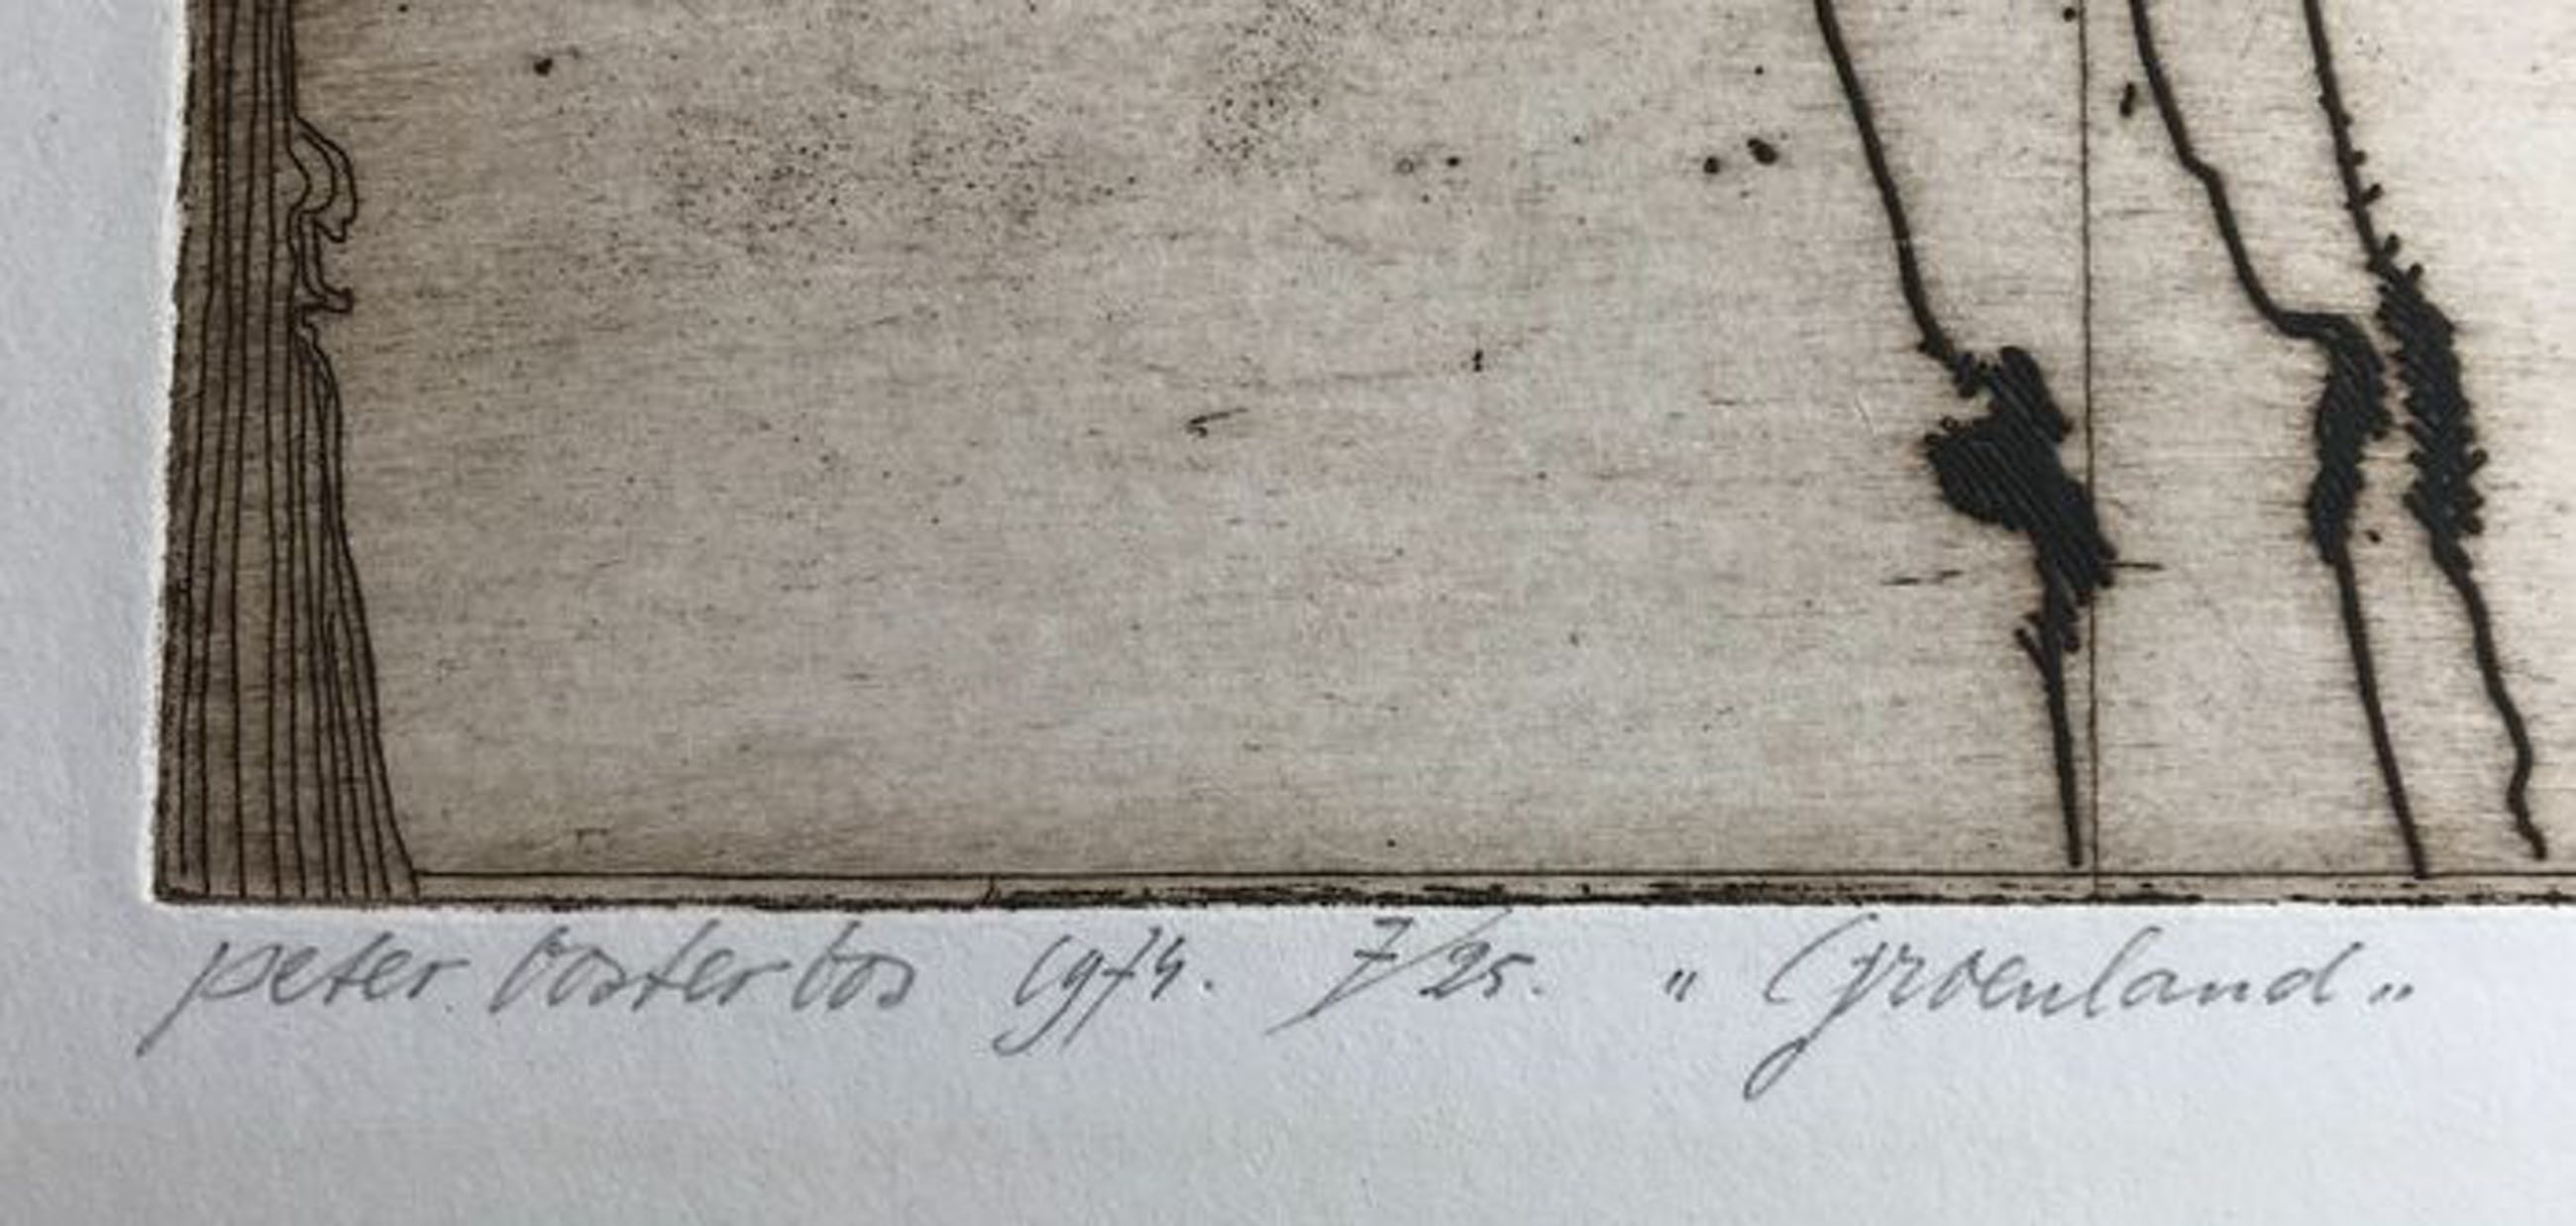 peter oosterbos 1974. 7/25. " Groenland "